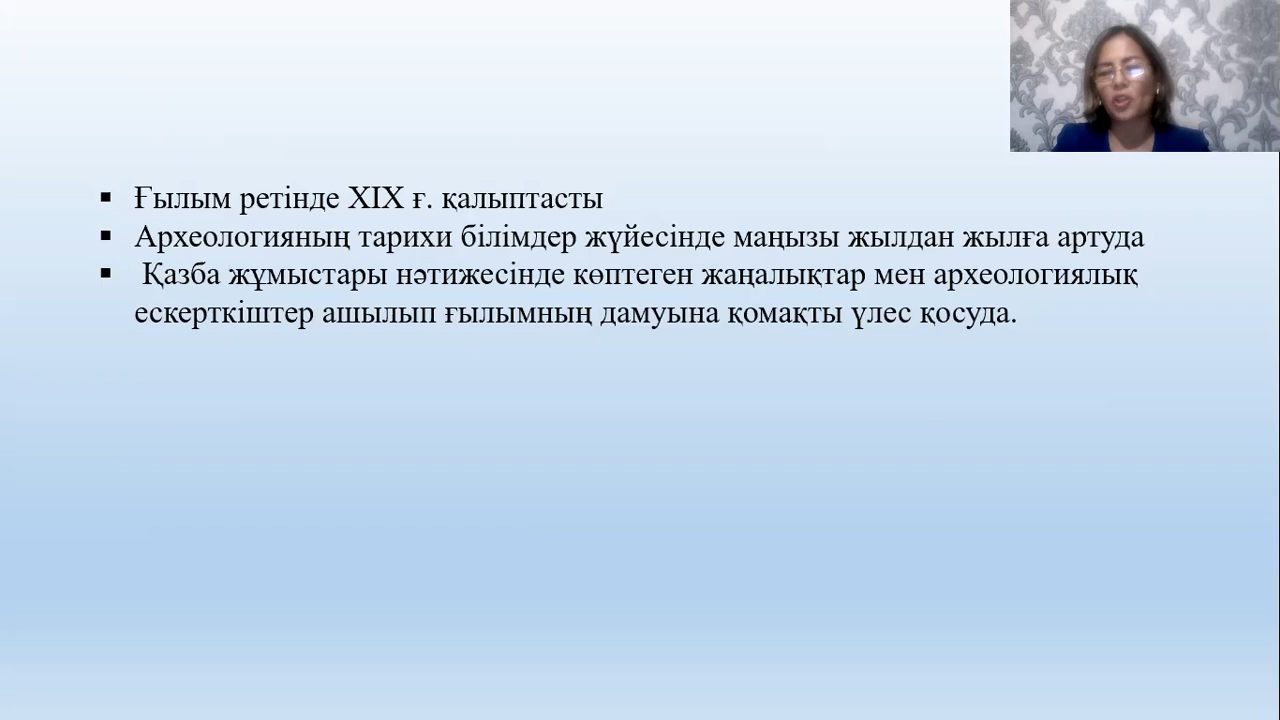 ▪ Ғылым ретінде XIX ғ. қалыптасты
▪ Археологияның тарихи білімдер жүйесінде маңызы жылдан жылға артуда
▪ Қазба жұмыстары нәтижесінде көптеген жаңалықтар мен археологиялық
ескерткіштер ашылып ғылымның дамуына қомақты үлес қосуда.